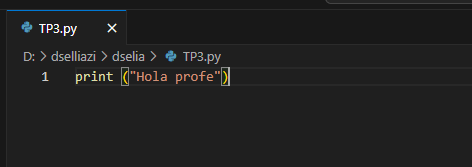 TP3.py
D: > dselliazi > dselia > TP3.py
1 print ("Hola profe")